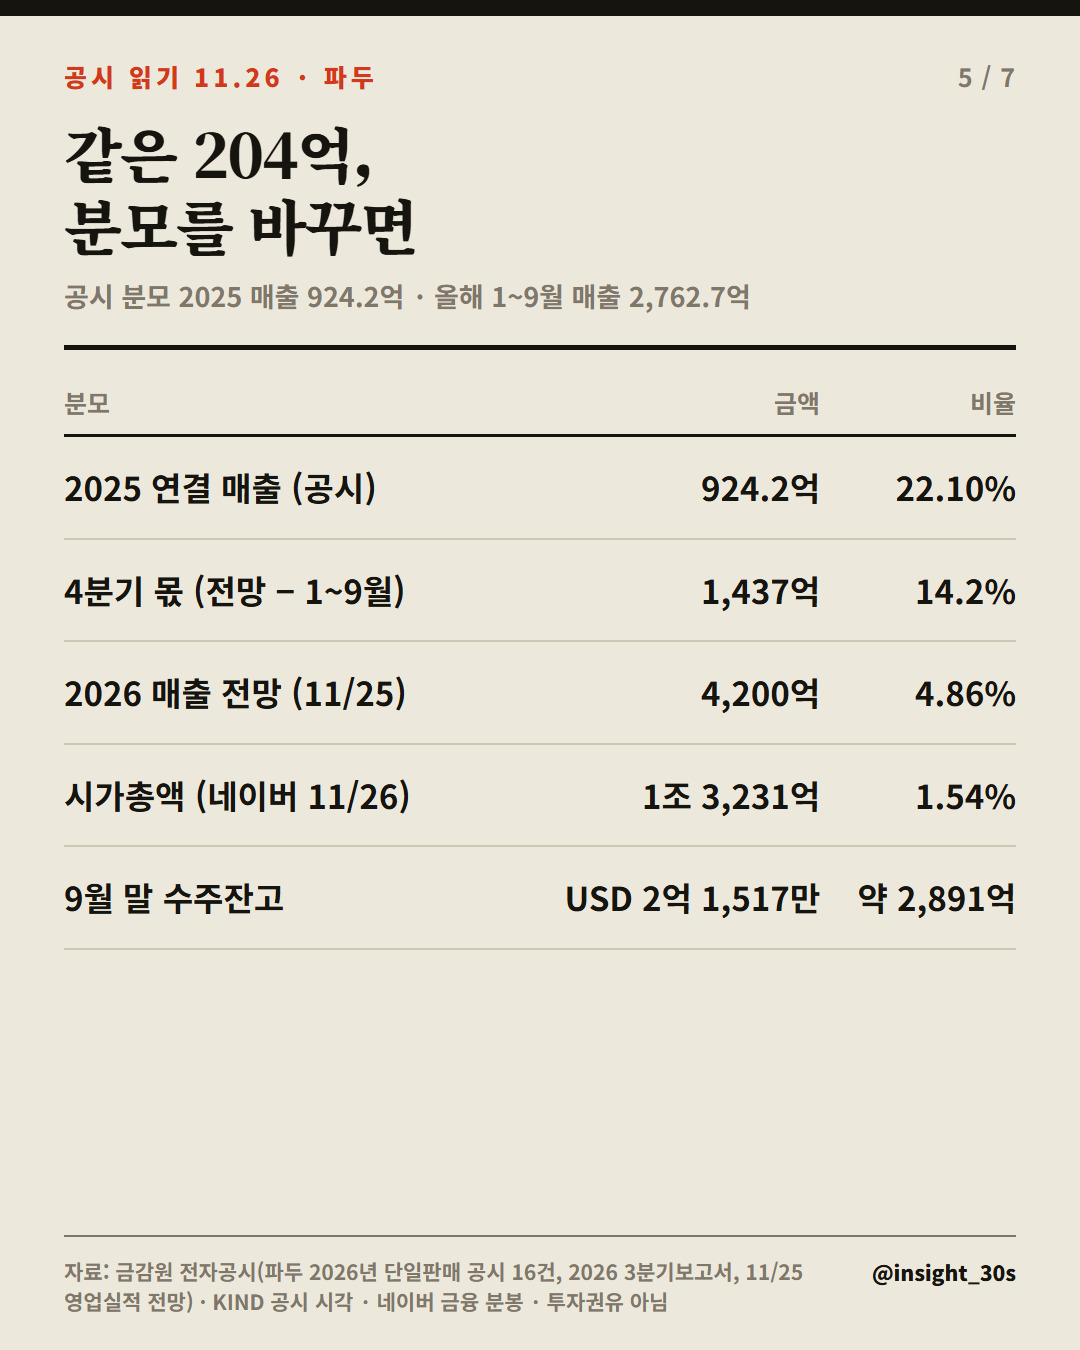 공시 읽기 11.26 · 파두
5 / 7
같은 204억,
분모를 바꾸면
공시 분모 2025 매출 924.2억 · 올해 1~9월 매출 2,762.7억
분모 금액 비율
2025 연결 매출 (공시) 924.2억 22.10%
4분기 몫 (전망 − 1~9월) 1,437억 14.2%
2026 매출 전망 (11/25) 4,200억 4.86%
시가총액 (네이버 11/26) 1조 3,231억 1.54%
9월 말 수주잔고 USD 2억 1,517만 약 2,891억
자료: 금감원 전자공시(파두 2026년 단일판매 공시 16건, 2026 3분기보고서, 11/25
영업실적 전망) · KIND 공시 시각 · 네이버 금융 분봉 · 투자권유 아님
@insight_30s